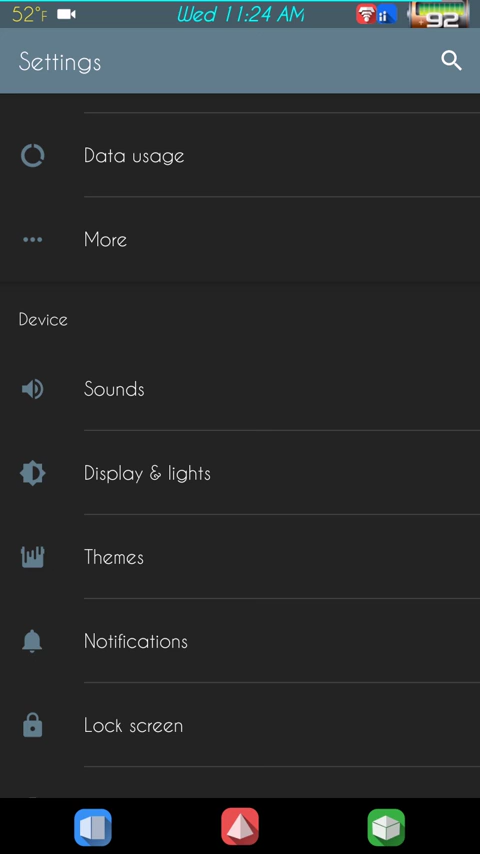 52°F
Wed 11:24 AM
92
Settings
Data usage
More
Device
Sounds
Display & lights
Themes
Notifications
Lock screen